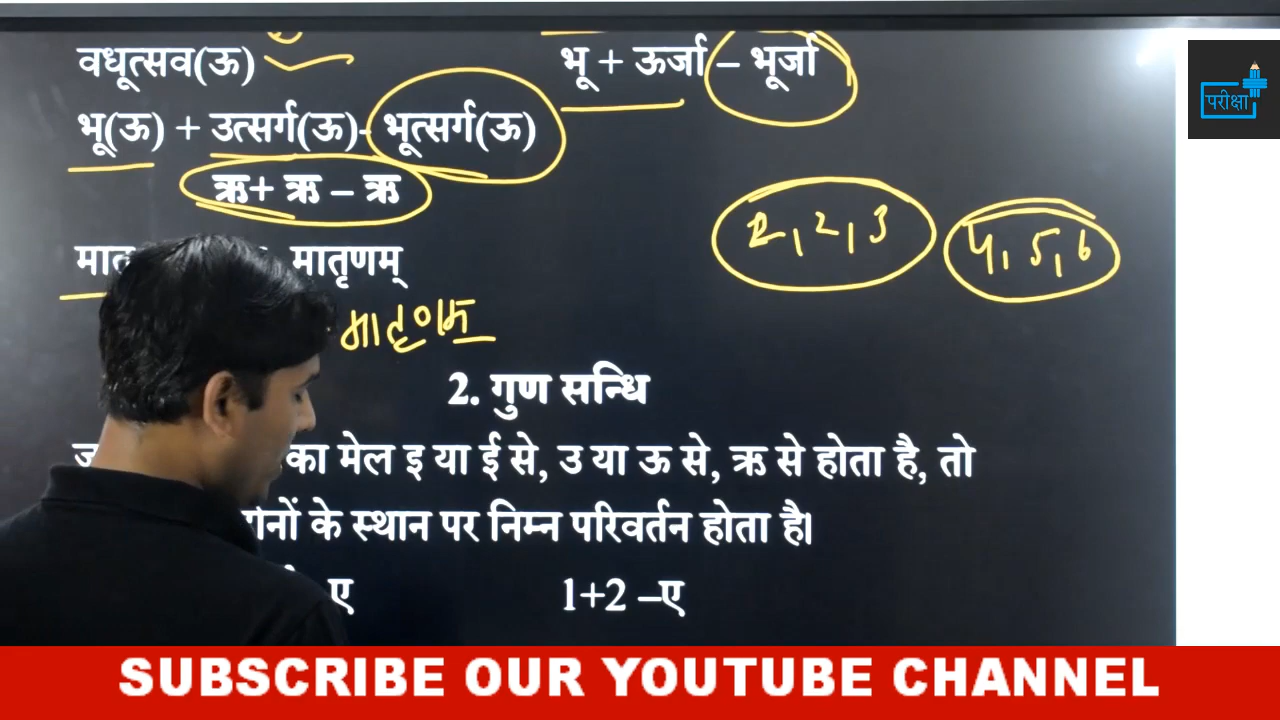 वधूत्सव(ऊ)
भू + ऊर्जा – भूर्जा
भू(ऊ) + उत्सर्ग(ऊ)- भूत्सर्ग(ऊ)
ऋ+ ऋ – ऋ
परीक्षा
मातृणम्
2, 2, 3
4, 5, 6
मातृणम्
2. गुण सन्धि
का मेल इ या ई से, उ या ऊ से, ऋ से होता है, तो
के स्थान पर निम्न परिवर्तन होता है।
ए
1+2 –ए
SUBSCRIBE OUR YOUTUBE CHANNEL